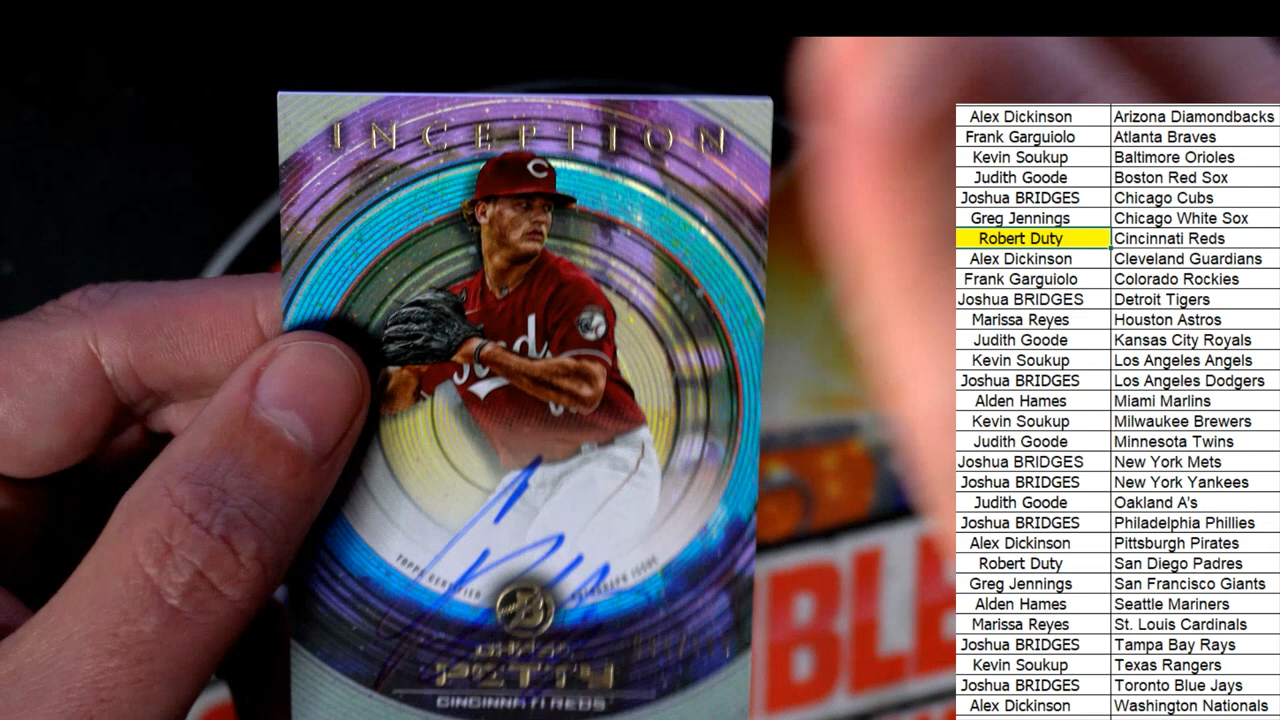 INCEPTION
C
TOPPS CERTIFIED AUTOGRAPH ISSUE
B
CHASE
PETTY
CINCINNATI REDS
BLE
Alex Dickinson Arizona Diamondbacks
Frank Garguiolo Atlanta Braves
Kevin Soukup Baltimore Orioles
Judith Goode Boston Red Sox
Joshua BRIDGES Chicago Cubs
Greg Jennings Chicago White Sox
Robert Duty Cincinnati Reds
Alex Dickinson Cleveland Guardians
Frank Garguiolo Colorado Rockies
Joshua BRIDGES Detroit Tigers
Marissa Reyes Houston Astros
Judith Goode Kansas City Royals
Kevin Soukup Los Angeles Angels
Joshua BRIDGES Los Angeles Dodgers
Alden Hames Miami Marlins
Kevin Soukup Milwaukee Brewers
Judith Goode Minnesota Twins
Joshua BRIDGES New York Mets
Joshua BRIDGES New York Yankees
Judith Goode Oakland A's
Joshua BRIDGES Philadelphia Phillies
Alex Dickinson Pittsburgh Pirates
Robert Duty San Diego Padres
Greg Jennings San Francisco Giants
Alden Hames Seattle Mariners
Marissa Reyes St. Louis Cardinals
Joshua BRIDGES Tampa Bay Rays
Kevin Soukup Texas Rangers
Joshua BRIDGES Toronto Blue Jays
Alex Dickinson Washington Nationals